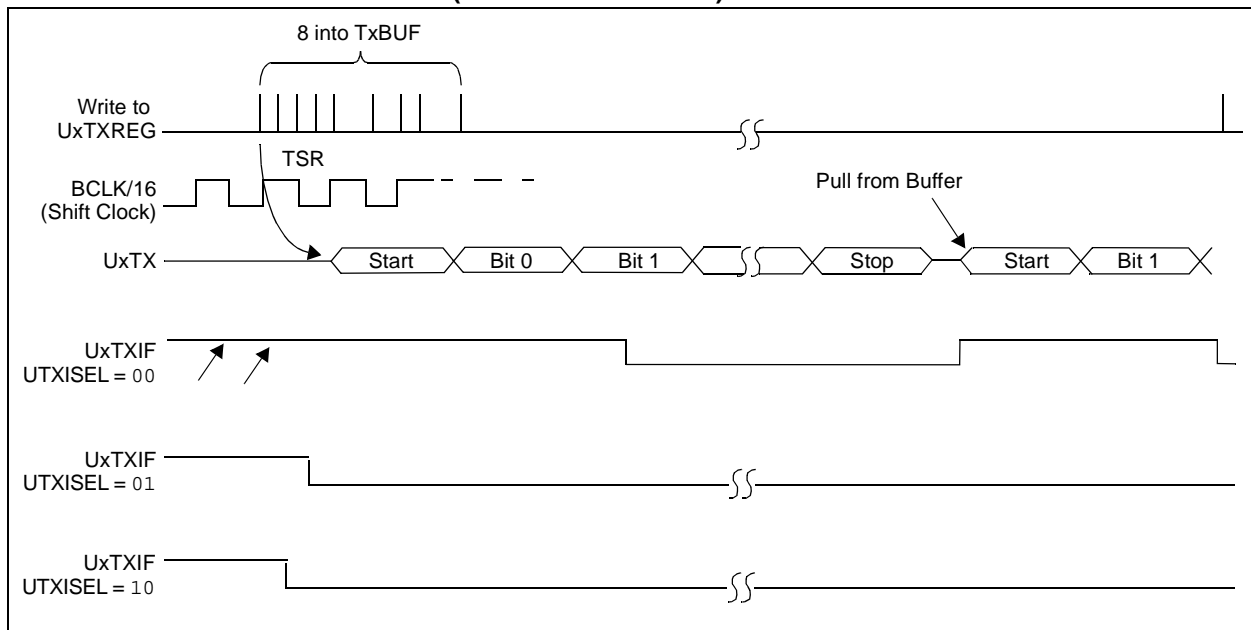 8 into TxBUF
Write to
UxTXREG
TSR
BCLK/16
(Shift Clock)
Pull from Buffer
UxTX
Start
Bit 0
Bit 1
Stop
Start
Bit 1
UxTXIF
UTXISEL = 00
UxTXIF
UTXISEL = 01
UxTXIF
UTXISEL = 10